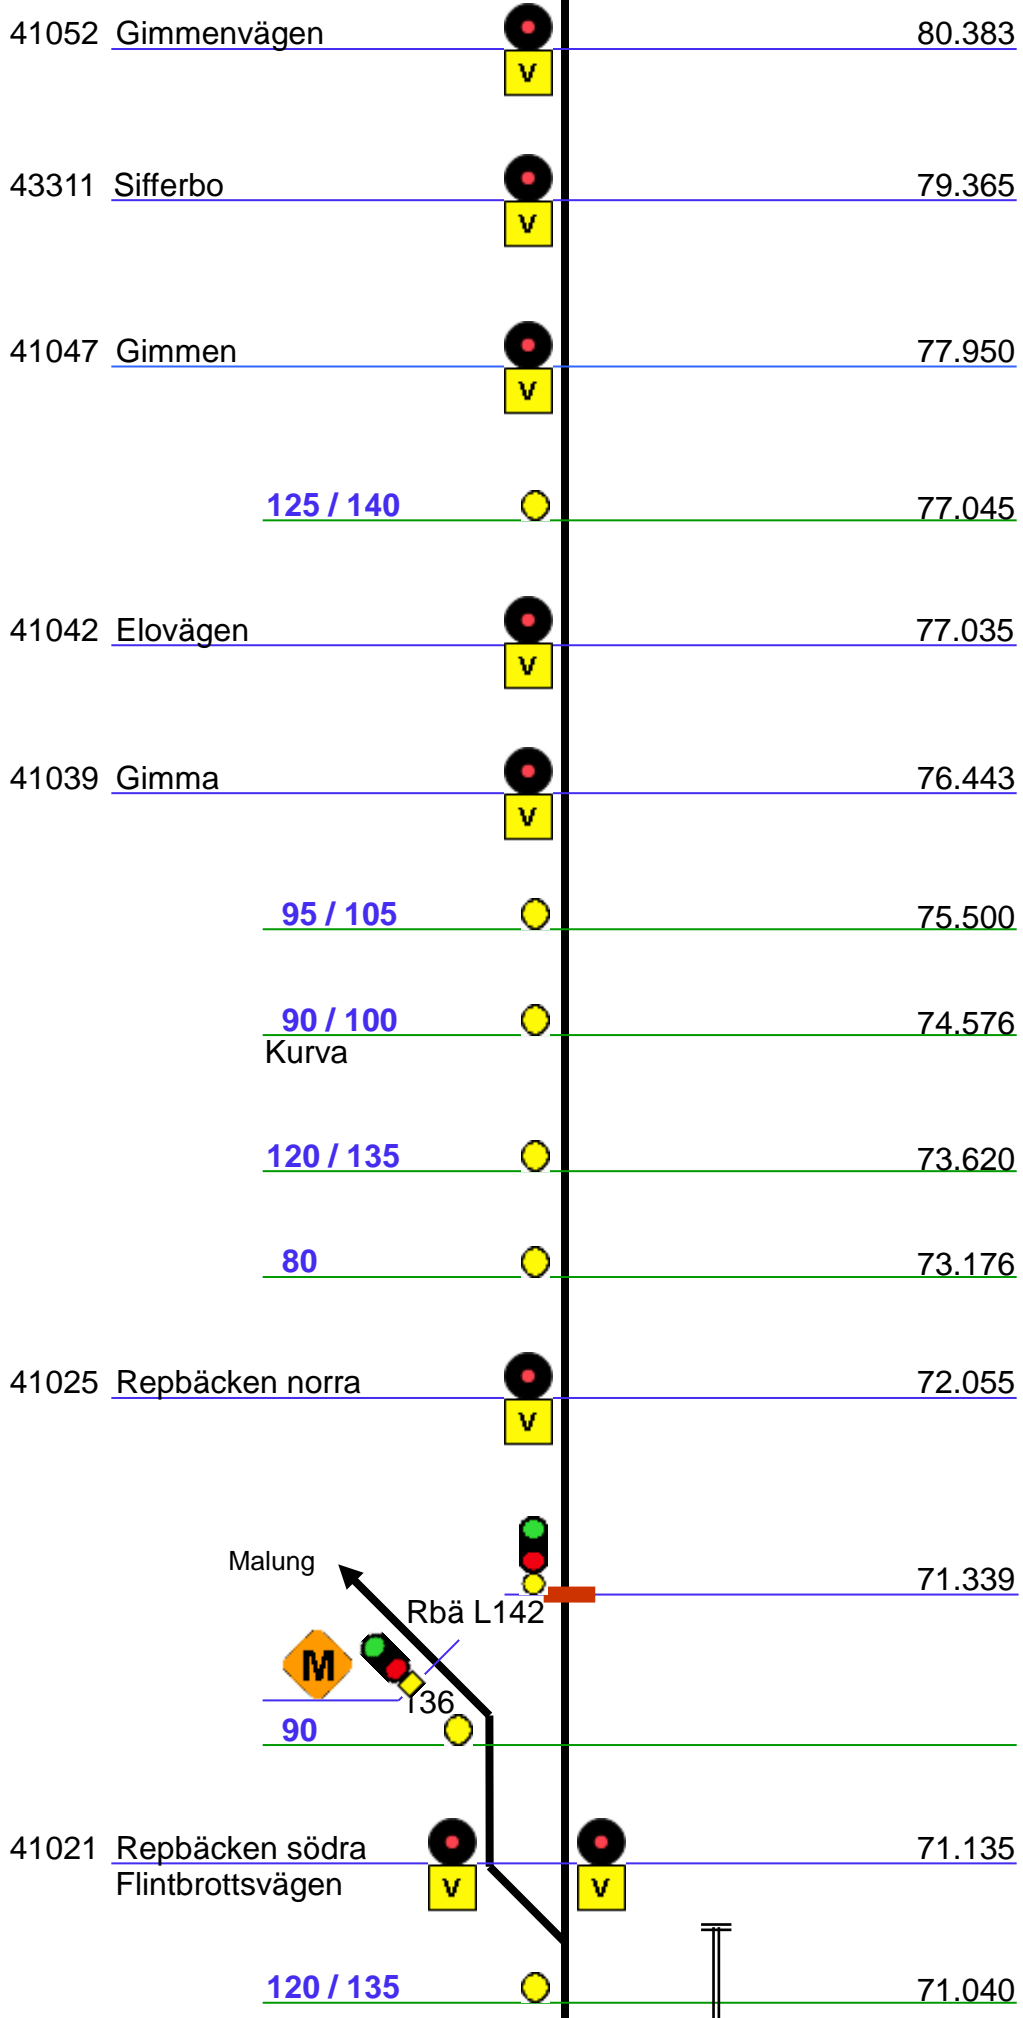 41052 Gimmenvägen 80.383
V
43311 Sifferbo 79.365
V
41047 Gimmen 77.950
V
125 / 140 77.045
41042 Elovägen 77.035
V
41039 Gimma 76.443
V
95 / 105 75.500
90 / 100 74.576
Kurva
120 / 135 73.620
80 73.176
41025 Repbäcken norra 72.055
V
Malung 71.339
Rbä L142
M
136
90
41021 Repbäcken södra 71.135
Flintbrottsvägen V V
120 / 135 71.040